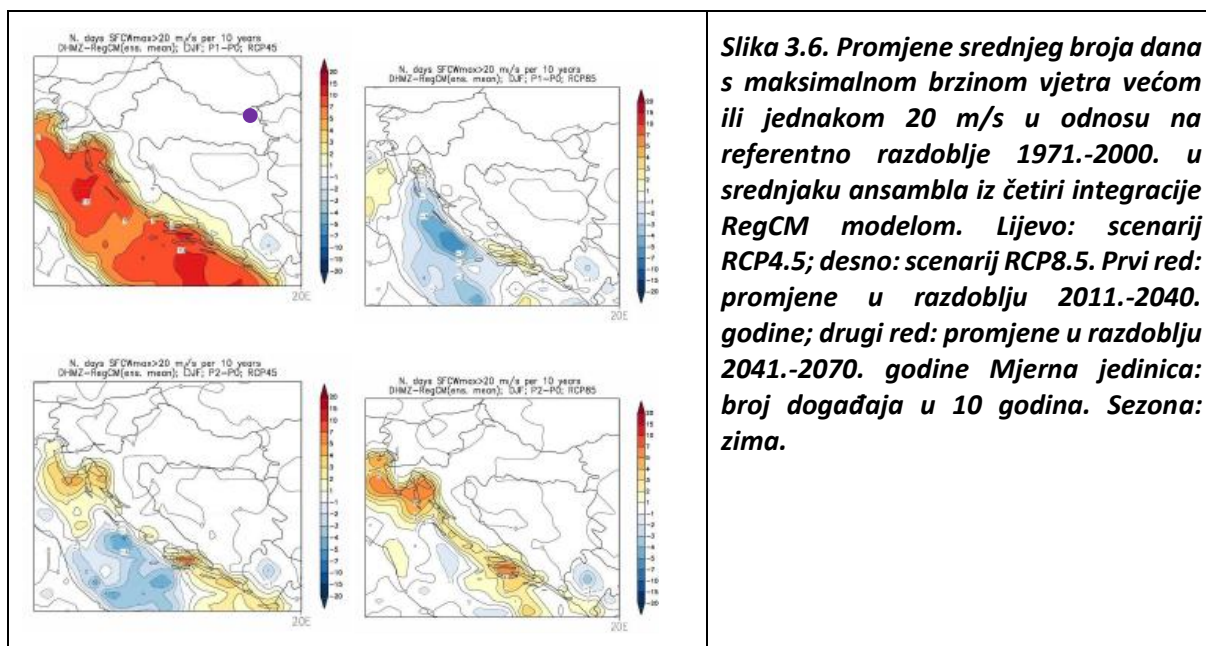 N. days SFCWmax>20 m/s per 10 years
DHMZ-RegCM(ens. mean); DJF; P1-P0; RCP45
20E
N. days SFCWmax>20 m/s per 10 years
DHMZ-RegCM(ens. mean); DJF; P1-P0; RCP85
20E
N. days SFCWmax>20 m/s per 10 years
DHMZ-RegCM(ens. mean); DJF; P2-P0; RCP45
20E
N. days SFCWmax>20 m/s per 10 years
DHMZ-RegCM(ens. mean); DJF; P2-P0; RCP85
20E
Slika 3.6. Promjene srednjeg broja dana
s maksimalnom brzinom vjetra većom
ili jednakom 20 m/s u odnosu na
referentno razdoblje 1971.-2000. u
srednjaku ansambla iz četiri integracije
RegCM modelom. Lijevo: scenarij
RCP4.5; desno: scenarij RCP8.5. Prvi red:
promjene u razdoblju 2011.-2040.
godine; drugi red: promjene u razdoblju
2041.-2070. godine Mjerna jedinica:
broj događaja u 10 godina. Sezona:
zima.